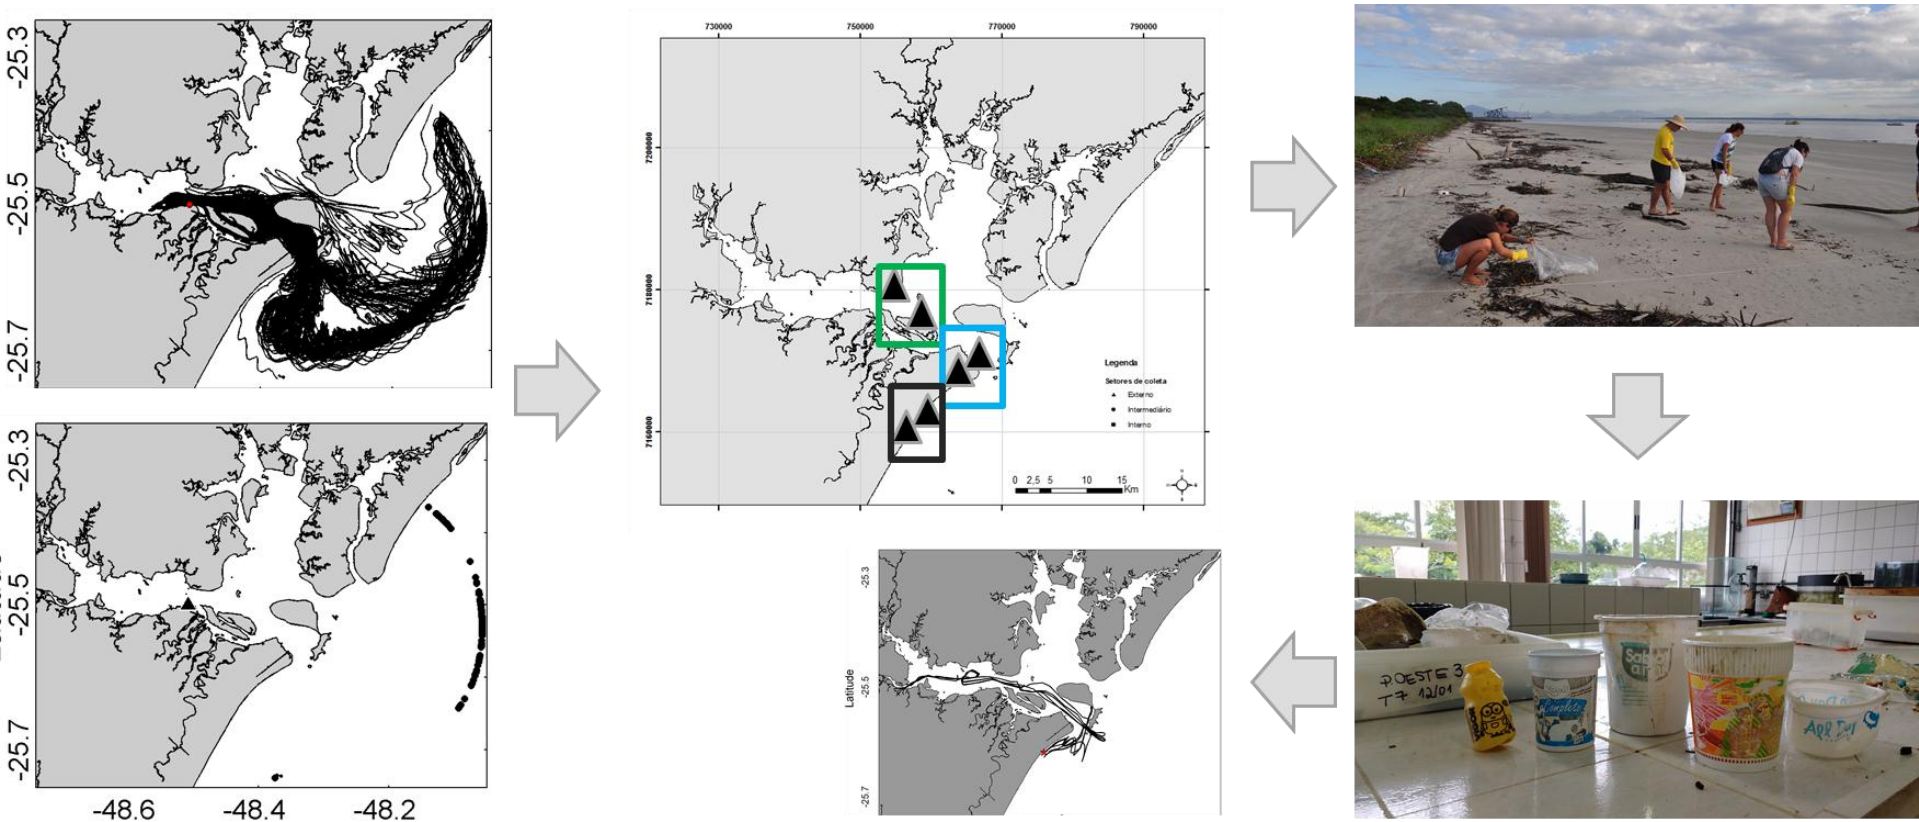 -25.3
-25.5
-25.7
-25.3
-25.5
-25.7
-48.6
-48.4
-48.2
730000
750000
770000
790000
7200000
7180000
7160000
Legenda
Setores de coleta
Externo
Intermediário
Interno
0 2,5 5 10 15
Km
Latitude
-25.3
-25.5
-25.7
P.OESTE 3
T7 12/01
Completo